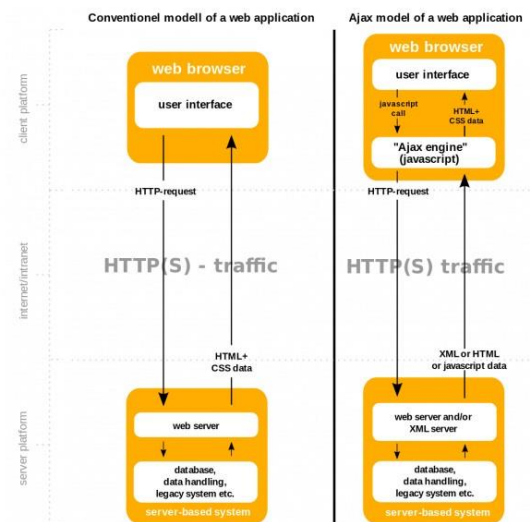 Conventionel modell of a web application
Ajax model of a web application
client platform
internet/intranet
server platform
web browser
user interface
HTTP-request
HTTP(S) - traffic
HTML+
CSS data
web server
database,
data handling,
legacy system etc.
server-based system
web browser
user interface
javascript
call
HTML+
CSS data
"Ajax engine"
(javascript)
HTTP-request
HTTP(S) traffic
XML or HTML
or javascript data
web server and/or
XML server
database,
data handling,
legacy system etc.
server-based system